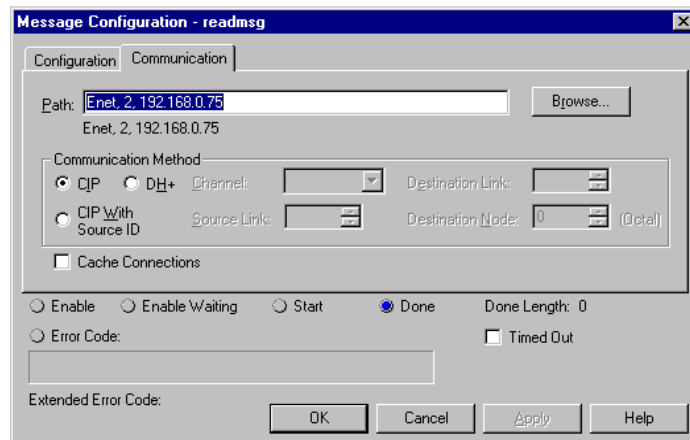 Message Configuration - readmsg
Configuration Communication
Path: Enet, 2, 192.168.0.75 Browse...
Enet, 2, 192.168.0.75
Communication Method
CIP DH+ Channel: Destination Link:
CIP With
Source ID Source Link: Destination Node: 0 (Octal)
Cache Connections
Enable Enable Waiting Start Done Done Length: 0
Error Code: Timed Out
Extended Error Code:
OK Cancel Apply Help